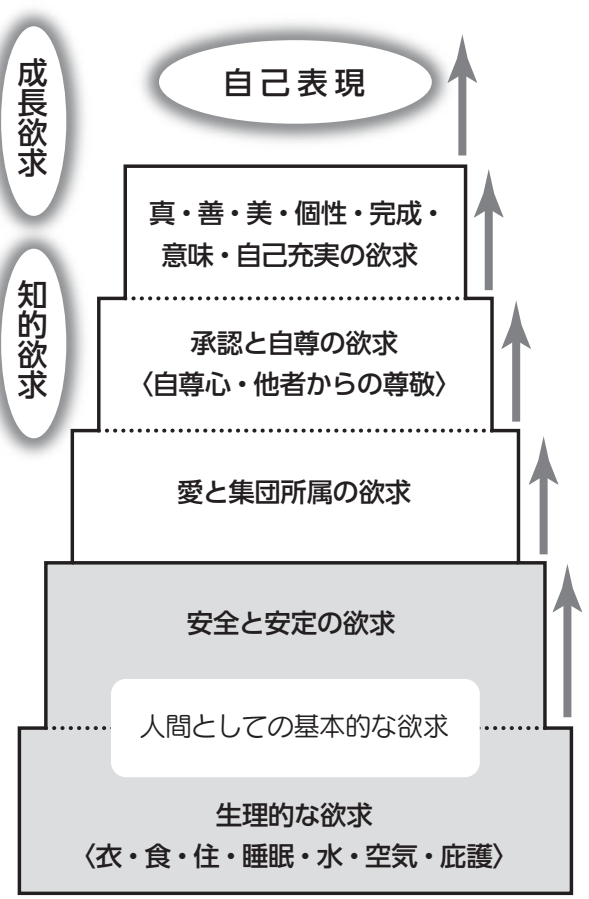 成長欲求
自己表現
真・善・美・個性・完成・
意味・自己充実の欲求
知的欲求
承認と自尊の欲求
〈自尊心・他者からの尊敬〉
愛と集団所属の欲求
安全と安定の欲求
人間としての基本的な欲求
生理的な欲求
〈衣・食・住・睡眠・水・空気・庇護〉